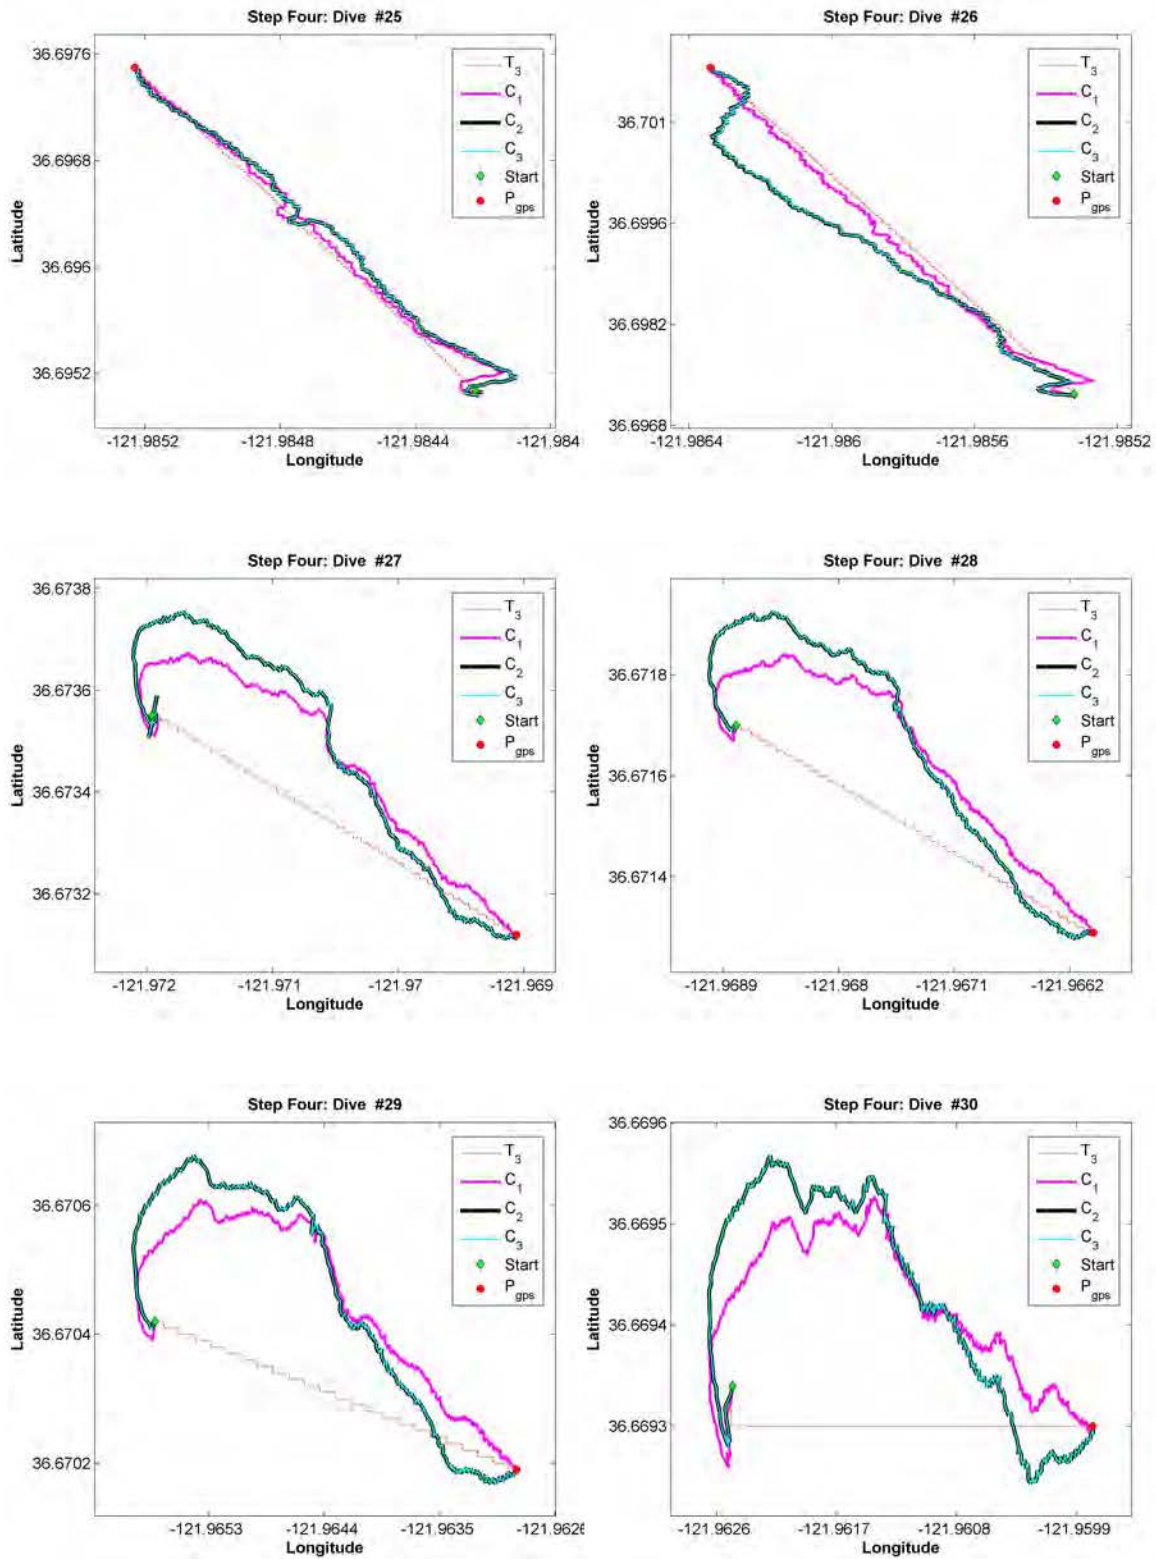 Step Four: Dive #25
36.6976
36.6968
36.696
36.6952
Latitude
-121.9852 -121.9848 -121.9844 -121.984
Longitude
T3
C1
C2
C3
Start
Pgps
Step Four: Dive #26
36.701
36.6996
36.6982
36.6968
Latitude
-121.9864 -121.986 -121.9856 -121.9852
Longitude
T3
C1
C2
C3
Start
Pgps
Step Four: Dive #27
36.6738
36.6736
36.6734
36.6732
Latitude
-121.972 -121.971 -121.97 -121.969
Longitude
T3
C1
C2
C3
Start
Pgps
Step Four: Dive #28
36.6718
36.6716
36.6714
Latitude
-121.9689 -121.968 -121.9671 -121.9662
Longitude
T3
C1
C2
C3
Start
Pgps
Step Four: Dive #29
36.6706
36.6704
36.6702
Latitude
-121.9653 -121.9644 -121.9635 -121.9626
Longitude
T3
C1
C2
C3
Start
Pgps
Step Four: Dive #30
36.6696
36.6695
36.6694
36.6693
Latitude
-121.9626 -121.9617 -121.9608 -121.9599
Longitude
T3
C1
C2
C3
Start
Pgps